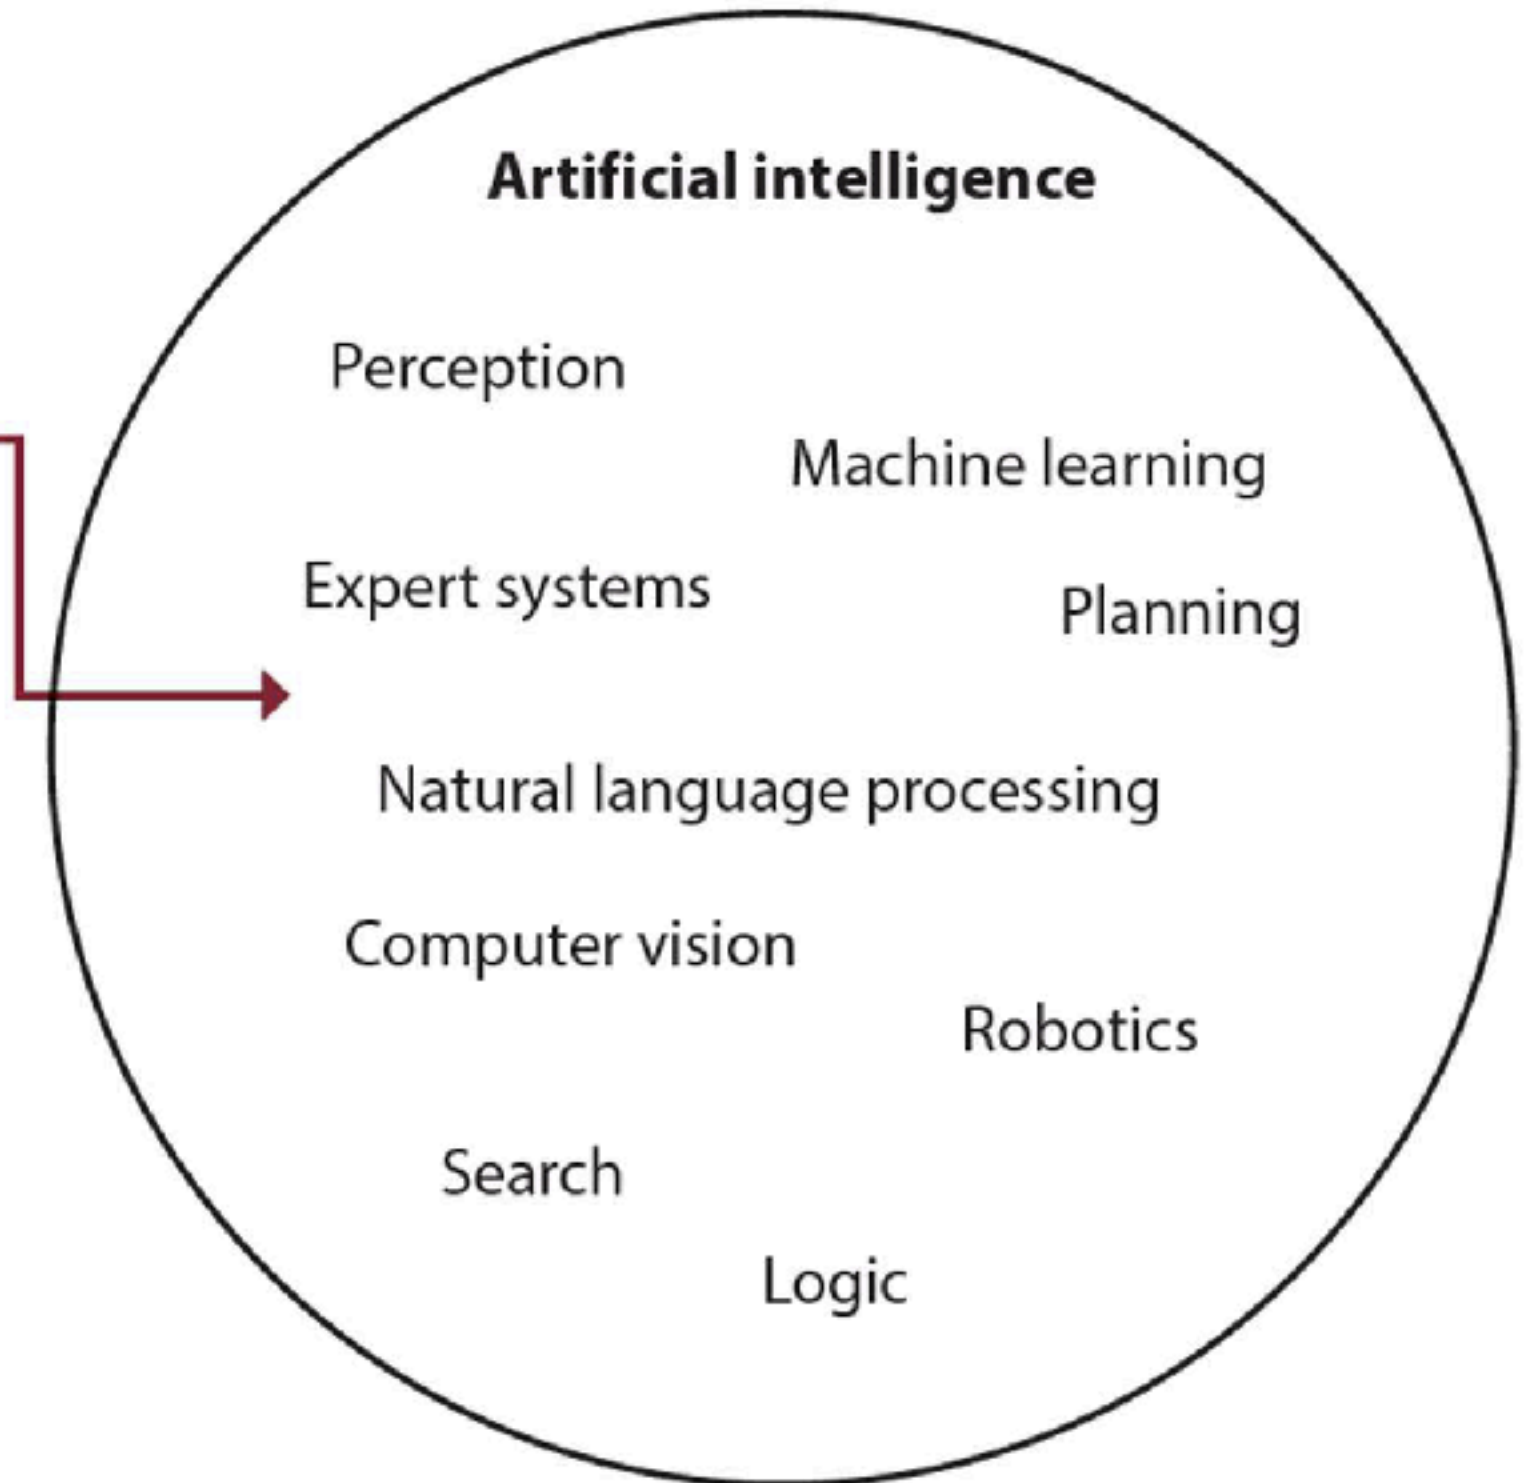 Artificial intelligence
Perception
Machine learning
Expert systems
Planning
Natural language processing
Computer vision
Robotics
Search
Logic